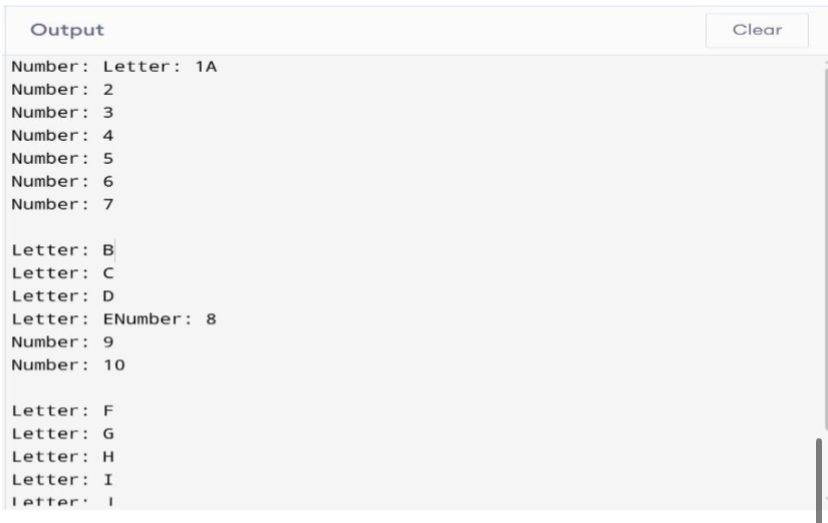 Output
Clear
Number: Letter: 1A
Number: 2
Number: 3
Number: 4
Number: 5
Number: 6
Number: 7
Letter: B
Letter: C
Letter: D
Letter: ENumber: 8
Number: 9
Number: 10
Letter: F
Letter: G
Letter: H
Letter: I
Letter: